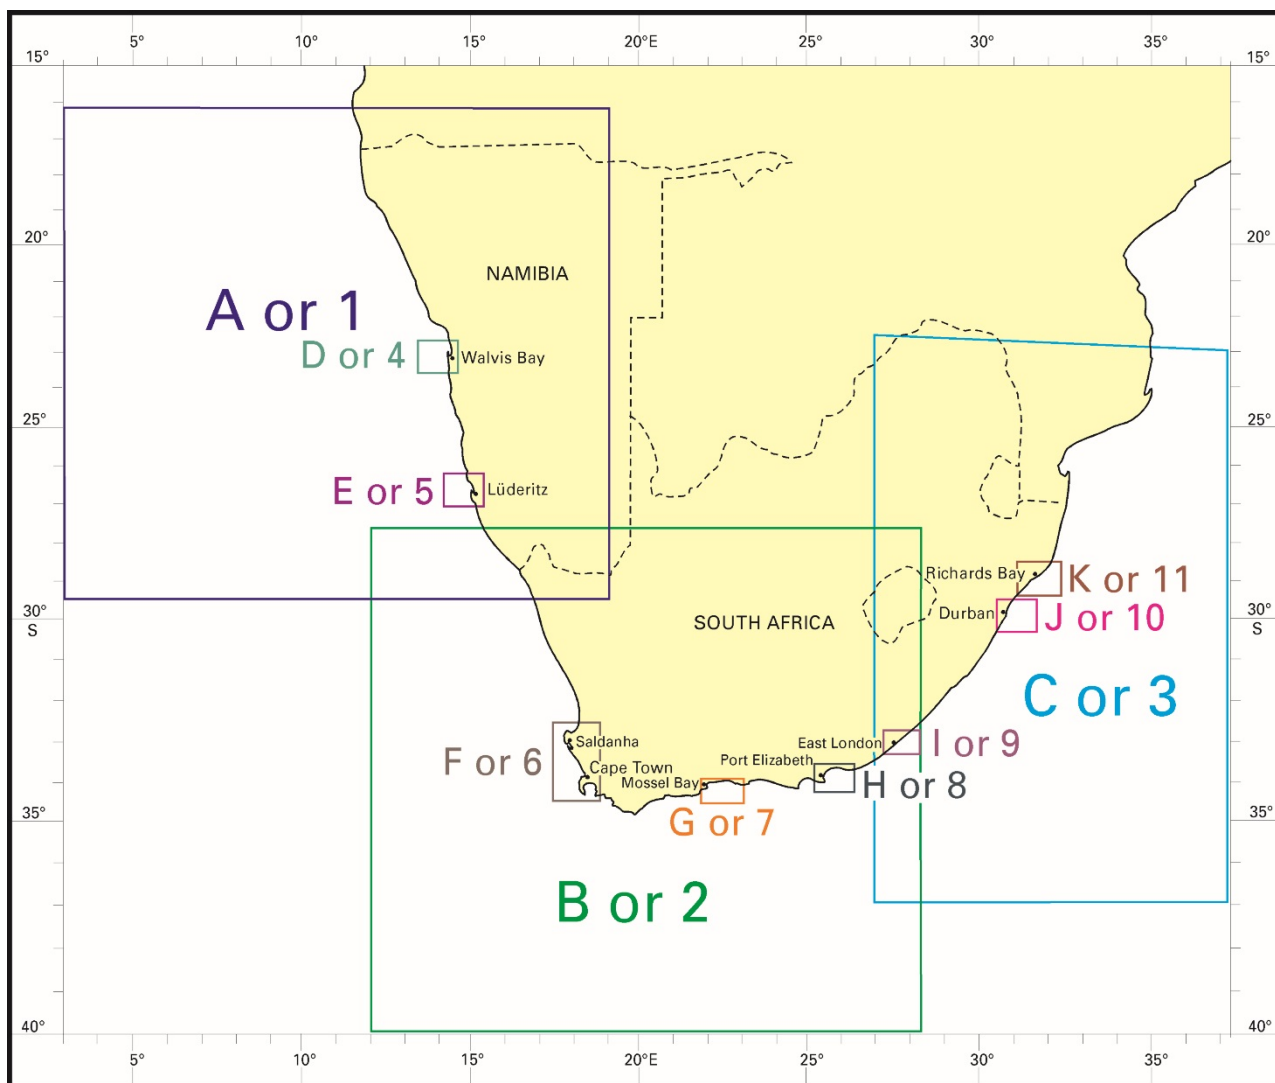 5° 10° 15° 20°E 25° 30° 35°
15° 15°
20° 20°
NAMIBIA
A or 1
D or 4 Walvis Bay
25° 25°
E or 5 Lüderitz
Richards Bay K or 11
30° 30°
S S
SOUTH AFRICA Durban J or 10
C or 3
Saldanha East London I or 9
F or 6 Port Elizabeth
Cape Town
Mossel Bay H or 8
G or 7
35° 35°
B or 2
40° 40°
5° 10° 15° 20° 25° 30° 35°